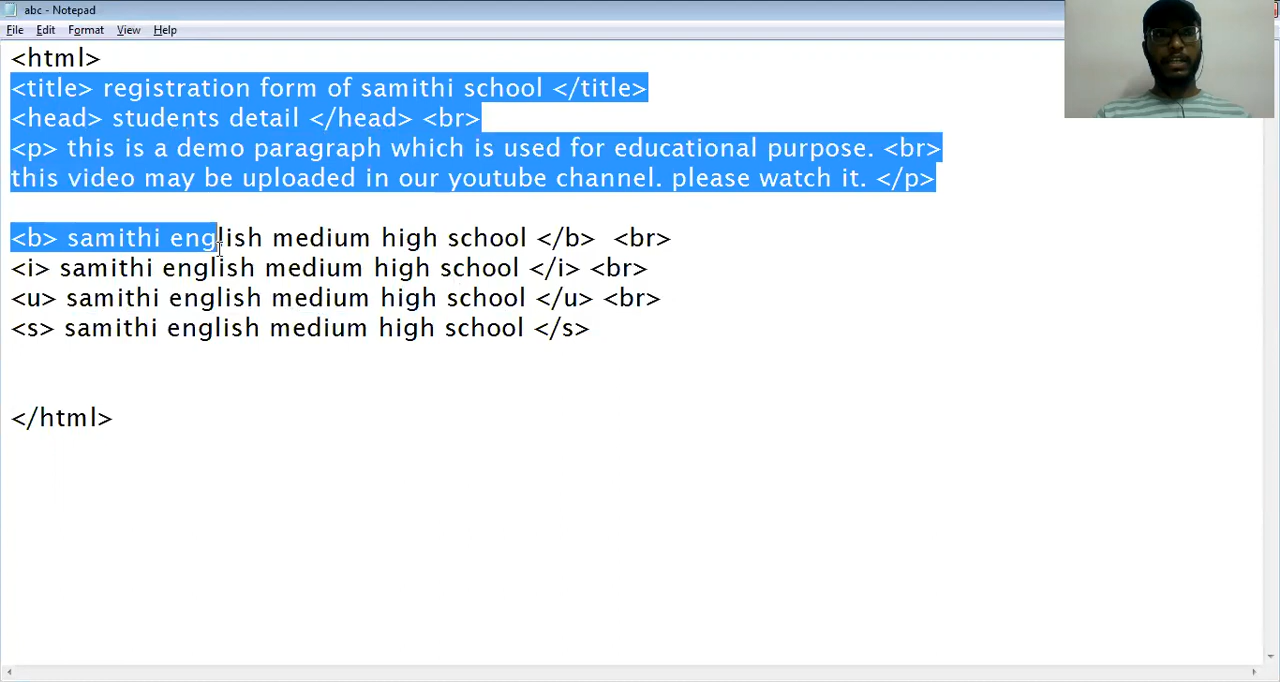 abc - Notepad
File Edit Format View Help
<html>
<title> registration form of samithi school </title>
<head> students detail </head> <br>
<p> this is a demo paragraph which is used for educational purpose. <br>
this video may be uploaded in our youtube channel. please watch it. </p>
<b> samithi english medium high school </b>  <br>
<i> samithi english medium high school </i> <br>
<u> samithi english medium high school </u> <br>
<s> samithi english medium high school </s>
</html>